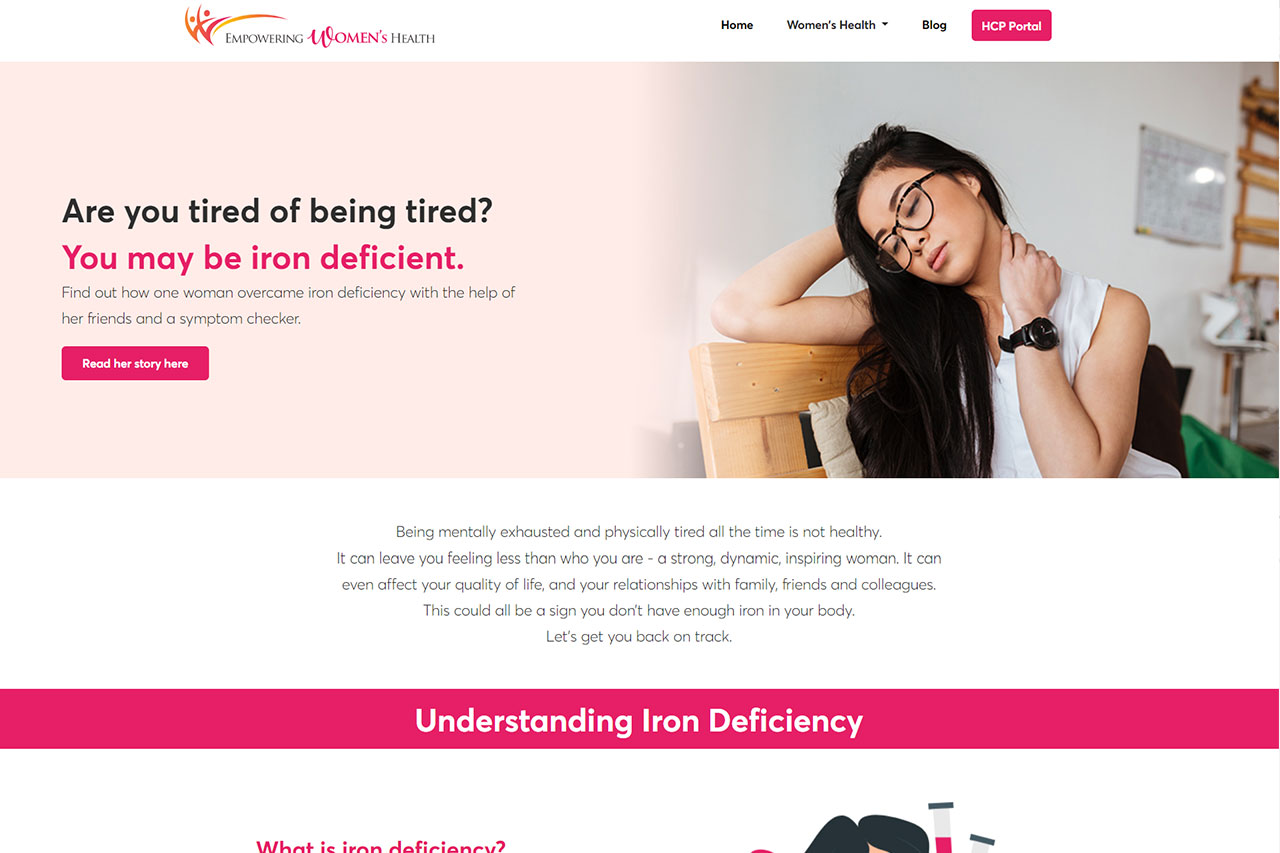 EMPOWERING WOMEN'S HEALTH
Home
Women's Health
Blog
HCP Portal
Are you tired of being tired?
You may be iron deficient.
Find out how one woman overcame iron deficiency with the help of
her friends and a symptom checker.
Read her story here
Being mentally exhausted and physically tired all the time is not healthy.
It can leave you feeling less than who you are - a strong, dynamic, inspiring woman. It can
even affect your quality of life, and your relationships with family, friends and colleagues.
This could all be a sign you don't have enough iron in your body.
Let's get you back on track.
Understanding Iron Deficiency
What is iron deficiency?